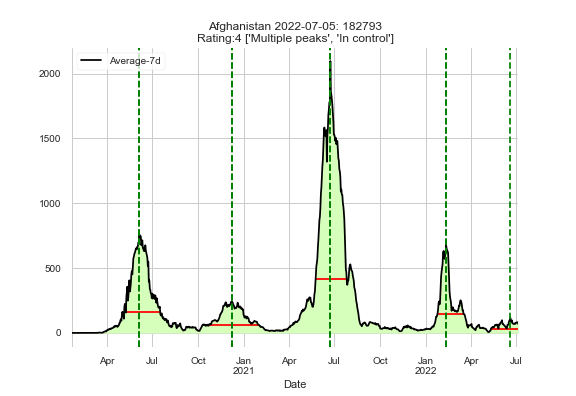 Afghanistan 2022-07-05: 182793
Rating:4 ['Multiple peaks', 'In control']
Average-7d
2000
1500
1000
500
0
Apr Jul Oct Jan Apr Jul Oct Jan Apr Jul
2021 2022
Date